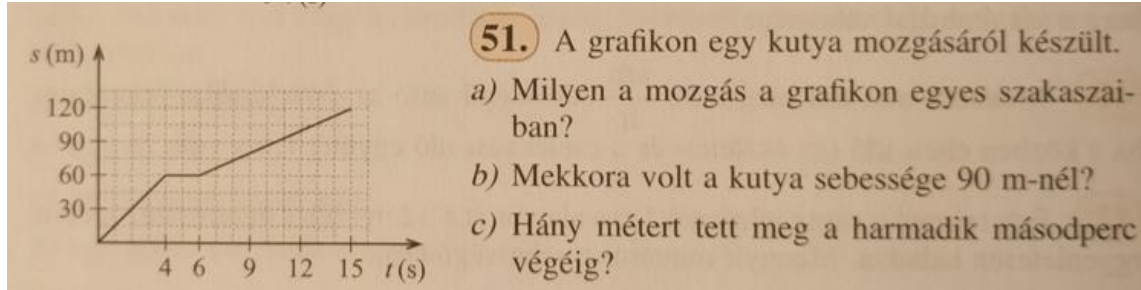 s (m)
120
90
60
30
4 6 9 12 15 t (s)
51. A grafikon egy kutya mozgásáról készült.
a) Milyen a mozgás a grafikon egyes szakaszai-
ban?
b) Mekkora volt a kutya sebessége 90 m-nél?
c) Hány métert tett meg a harmadik másodperc
végéig?